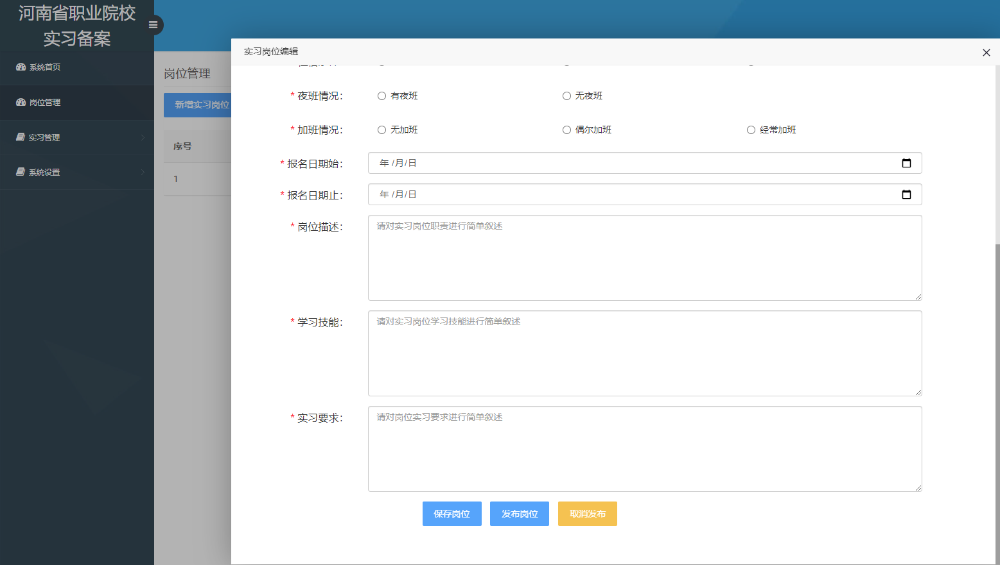 河南省职业院校
实习备案
系统首页
岗位管理
实习管理
系统设置
岗位管理
新增实习岗位
序号
1
实习岗位编辑
* 夜班情况：
有夜班
无夜班
* 加班情况：
无加班
偶尔加班
经常加班
* 报名日期始：
年 /月/日
* 报名日期止：
年 /月/日
* 岗位描述：
请对实习岗位职责进行简单叙述
* 学习技能：
请对实习岗位学习技能进行简单叙述
* 实习要求：
请对岗位实习要求进行简单叙述
保存岗位
发布岗位
取消发布